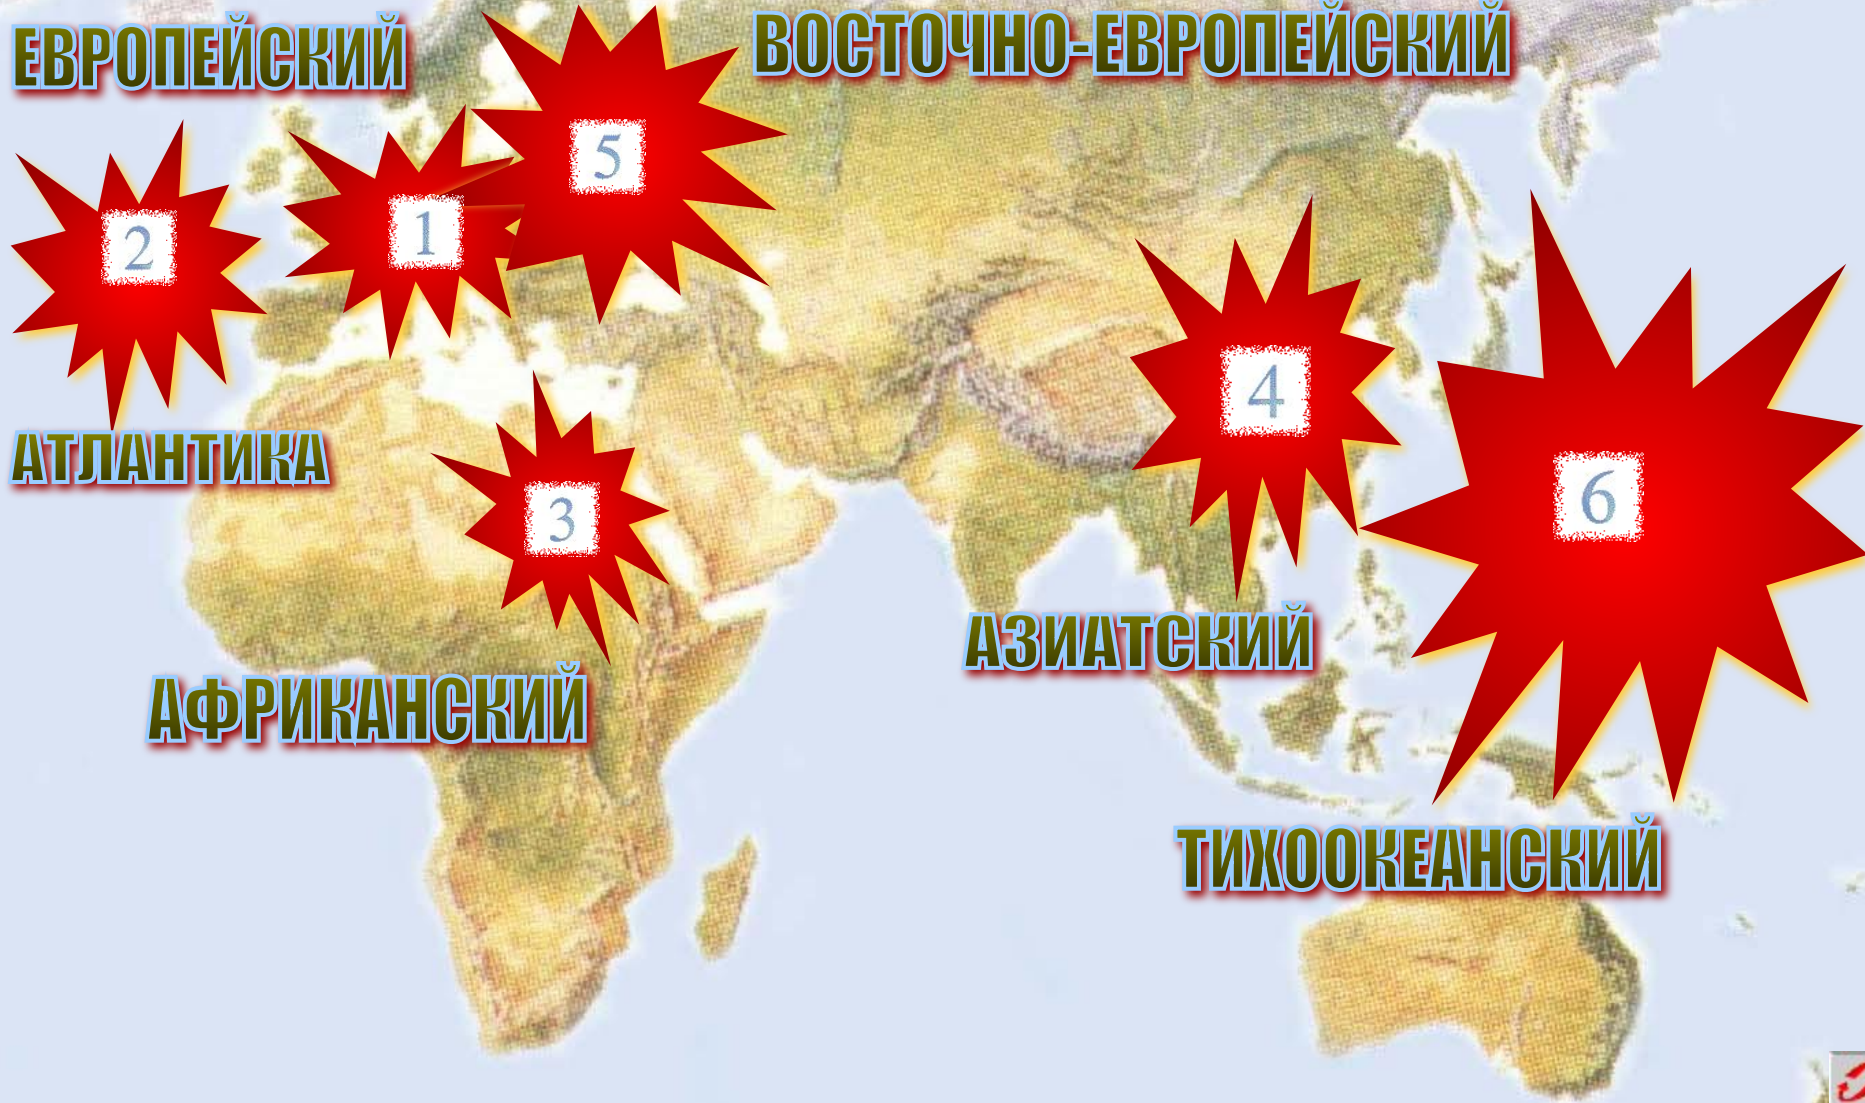 ЕВРОПЕЙСКИЙ
ВОСТОЧНО-ЕВРОПЕЙСКИЙ
5
1
2
4
АТЛАНТИКА
3
6
АЗИАТСКИЙ
АФРИКАНСКИЙ
ТИХООКЕАНСКИЙ